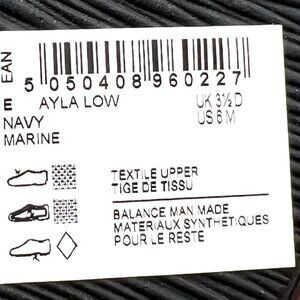 EAN
5 050408 960227
E AYLA LOW UK 3½ D
NAVY US 6 M
MARINE
TEXTILE UPPER
TIGE DE TISSU
BALANCE MAN MADE
MATERIAUX SYNTHETIQUES
POUR LE RESTE